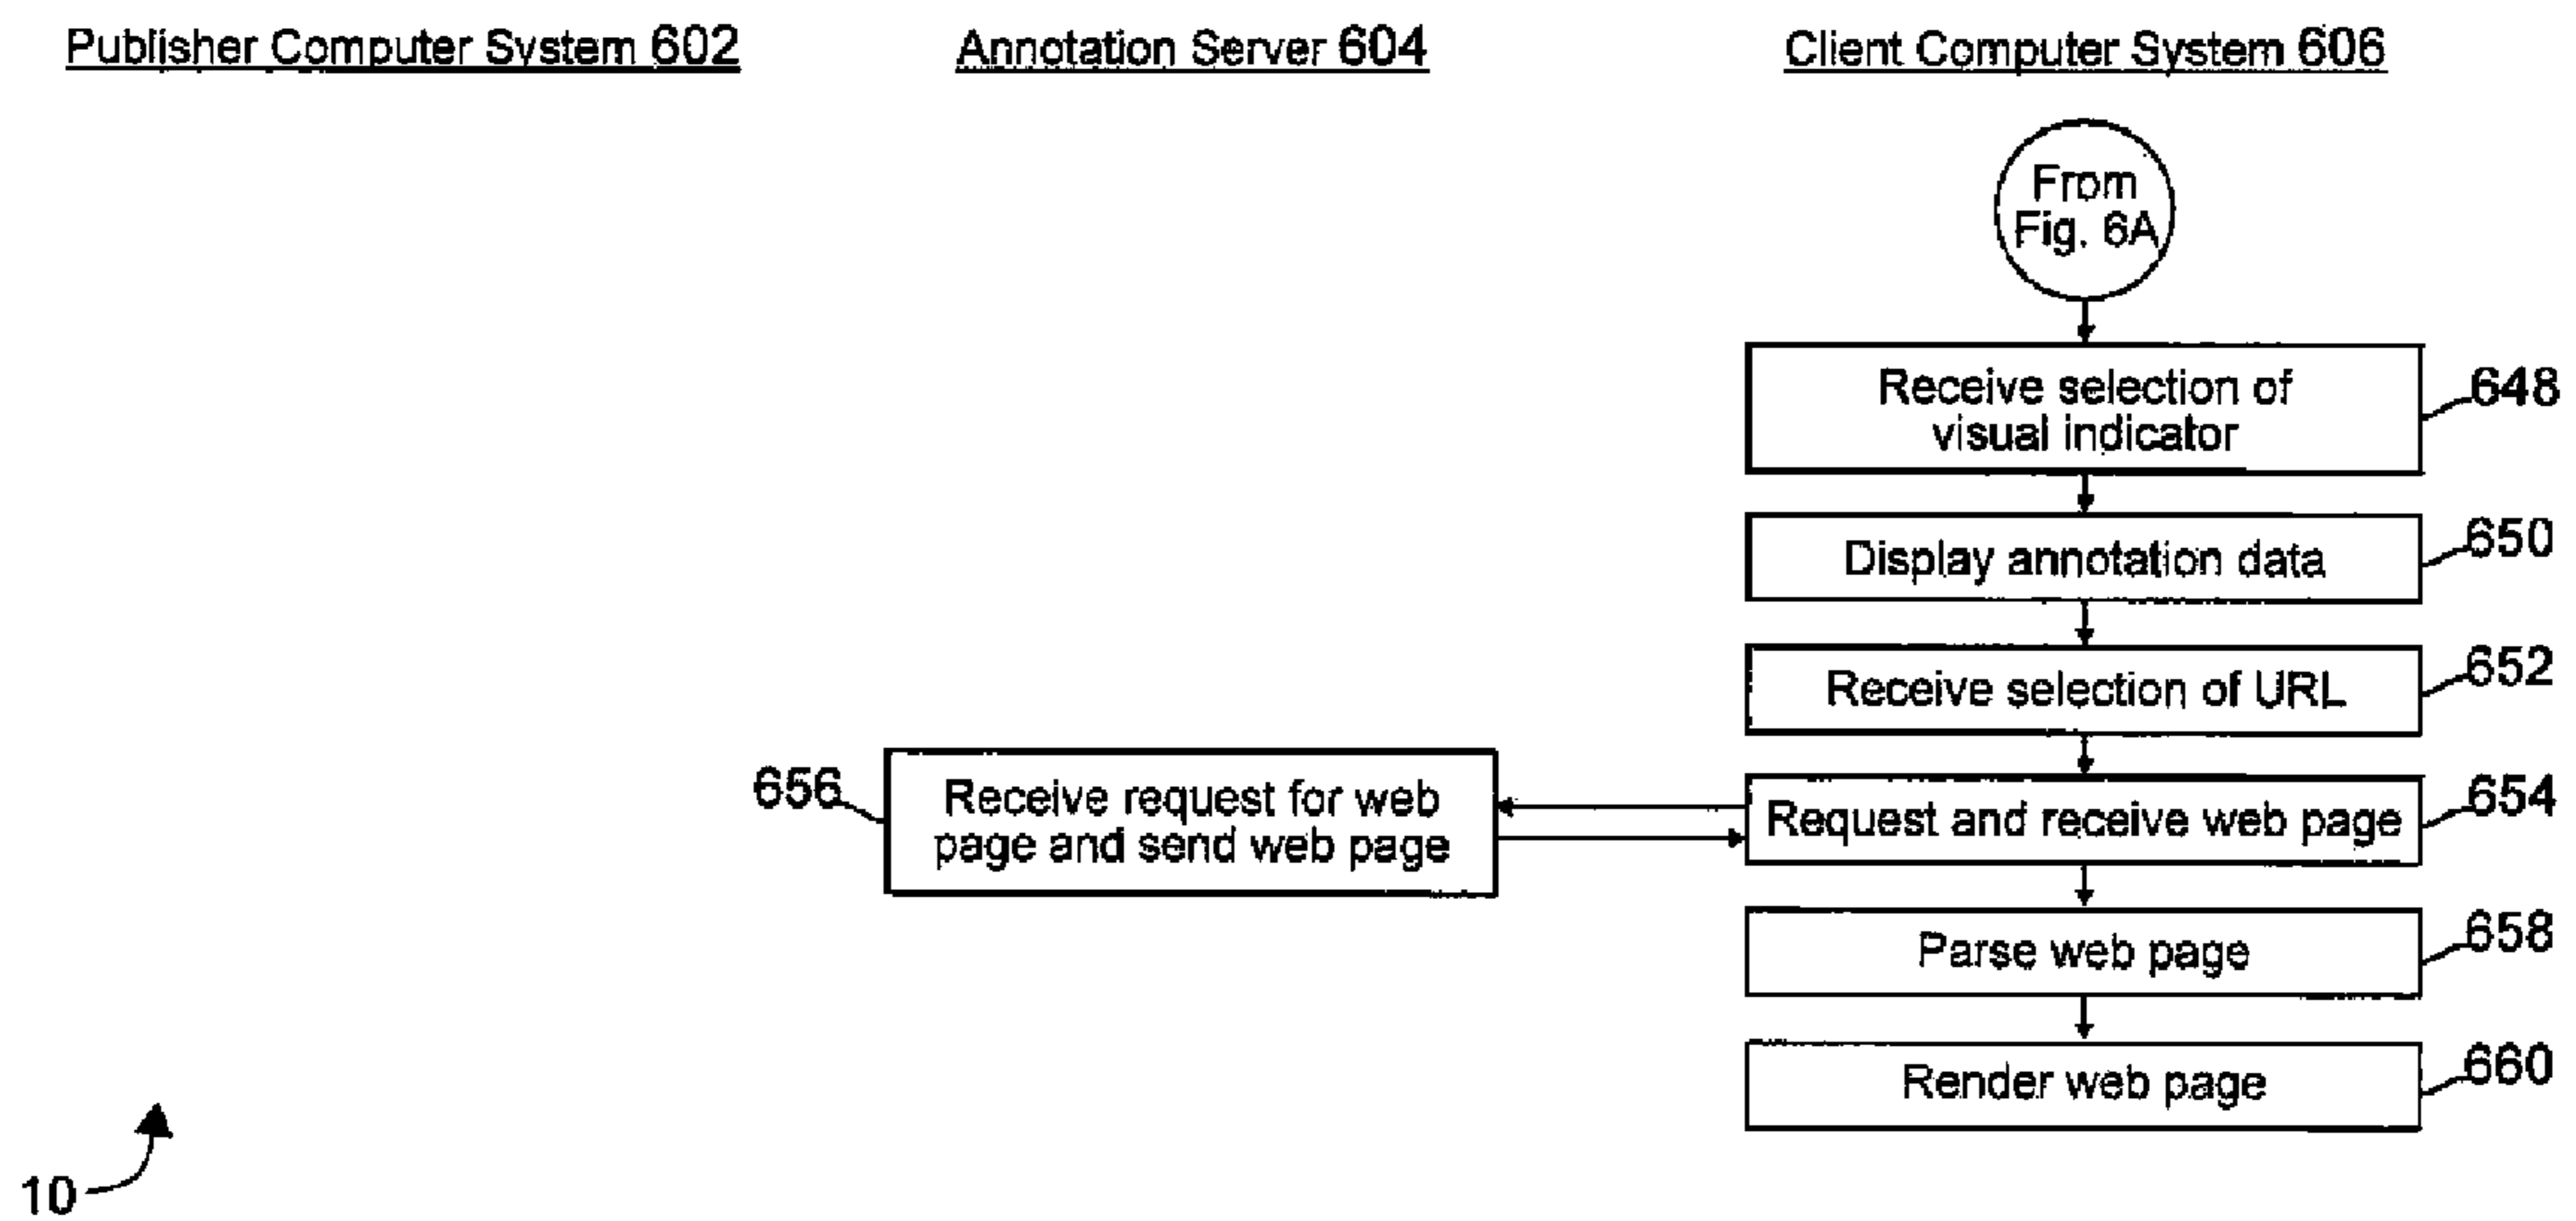 Publisher Computer System 602
Annotation Server 604
Client Computer System 606
From
Fig. 6A
Receive selection of
visual indicator
648
Display annotation data
650
Receive selection of URL
652
656
Receive request for web
page and send web page
Request and receive web page
654
Parse web page
658
Render web page
660
10